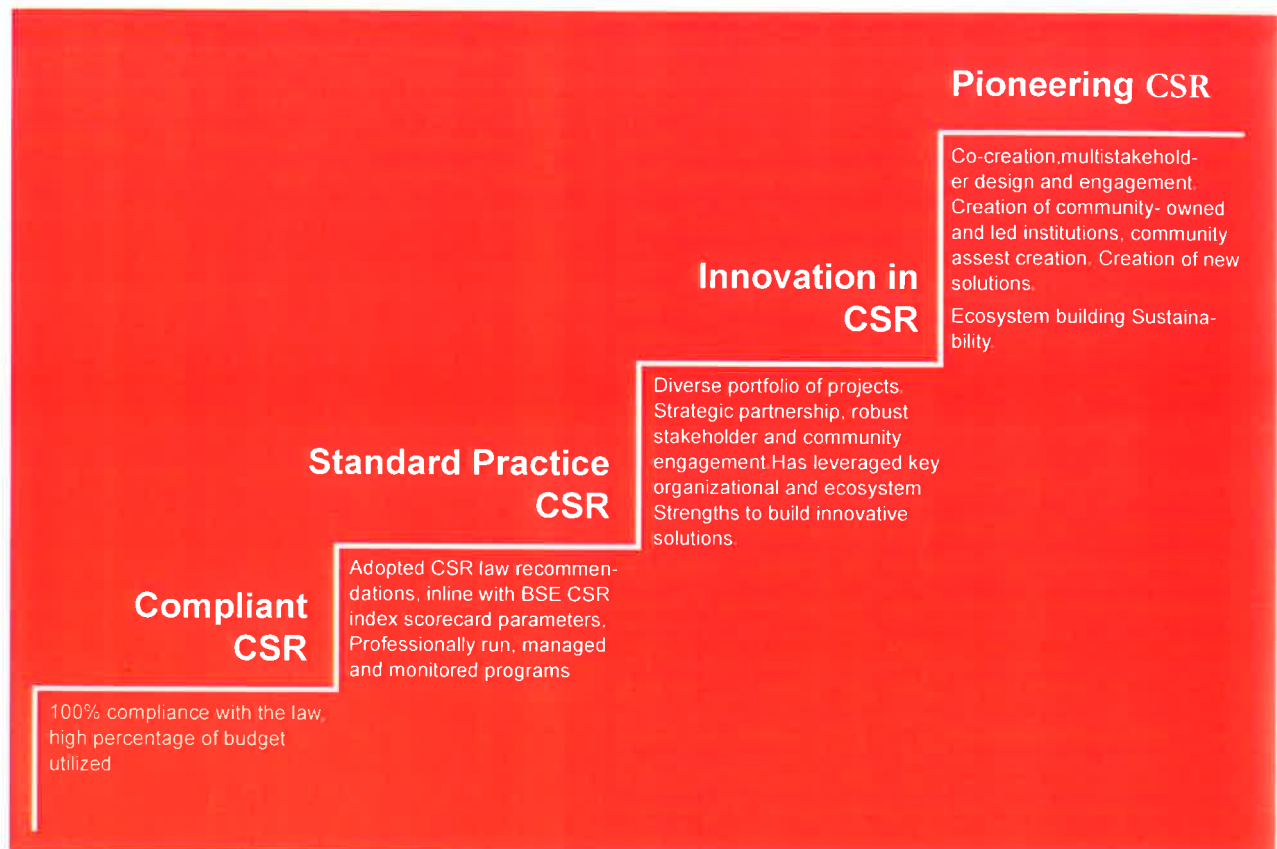 Pioneering CSR
Co-creation,multistakehold-
er design and engagement.
Creation of community- owned
and led institutions, community
assest creation. Creation of new
solutions.
Ecosystem building Sustaina-
bility.
Innovation in
CSR
Diverse portfolio of projects.
Strategic partnership, robust
stakeholder and community
engagement.Has leveraged key
organizational and ecosystem
Strengths to build innovative
solutions.
Standard Practice
CSR
Adopted CSR law recommen-
dations, inline with BSE CSR
index scorecard parameters.
Professionally run, managed
and monitored programs
Compliant
CSR
100% compliance with the law,
high percentage of budget
utilized